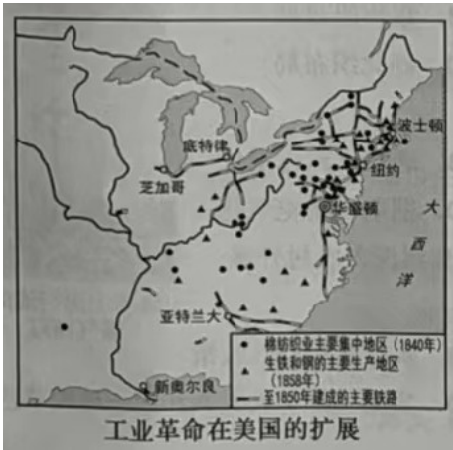 底特律
波士顿
芝加哥
纽约
华盛顿
大
西
洋
亚特兰大
新奥尔良
棉纺织业主要集中地区(1840年)
生铁和钢的主要生产地区
(1858年)
至1850年建成的主要铁路
工业革命在美国的扩展